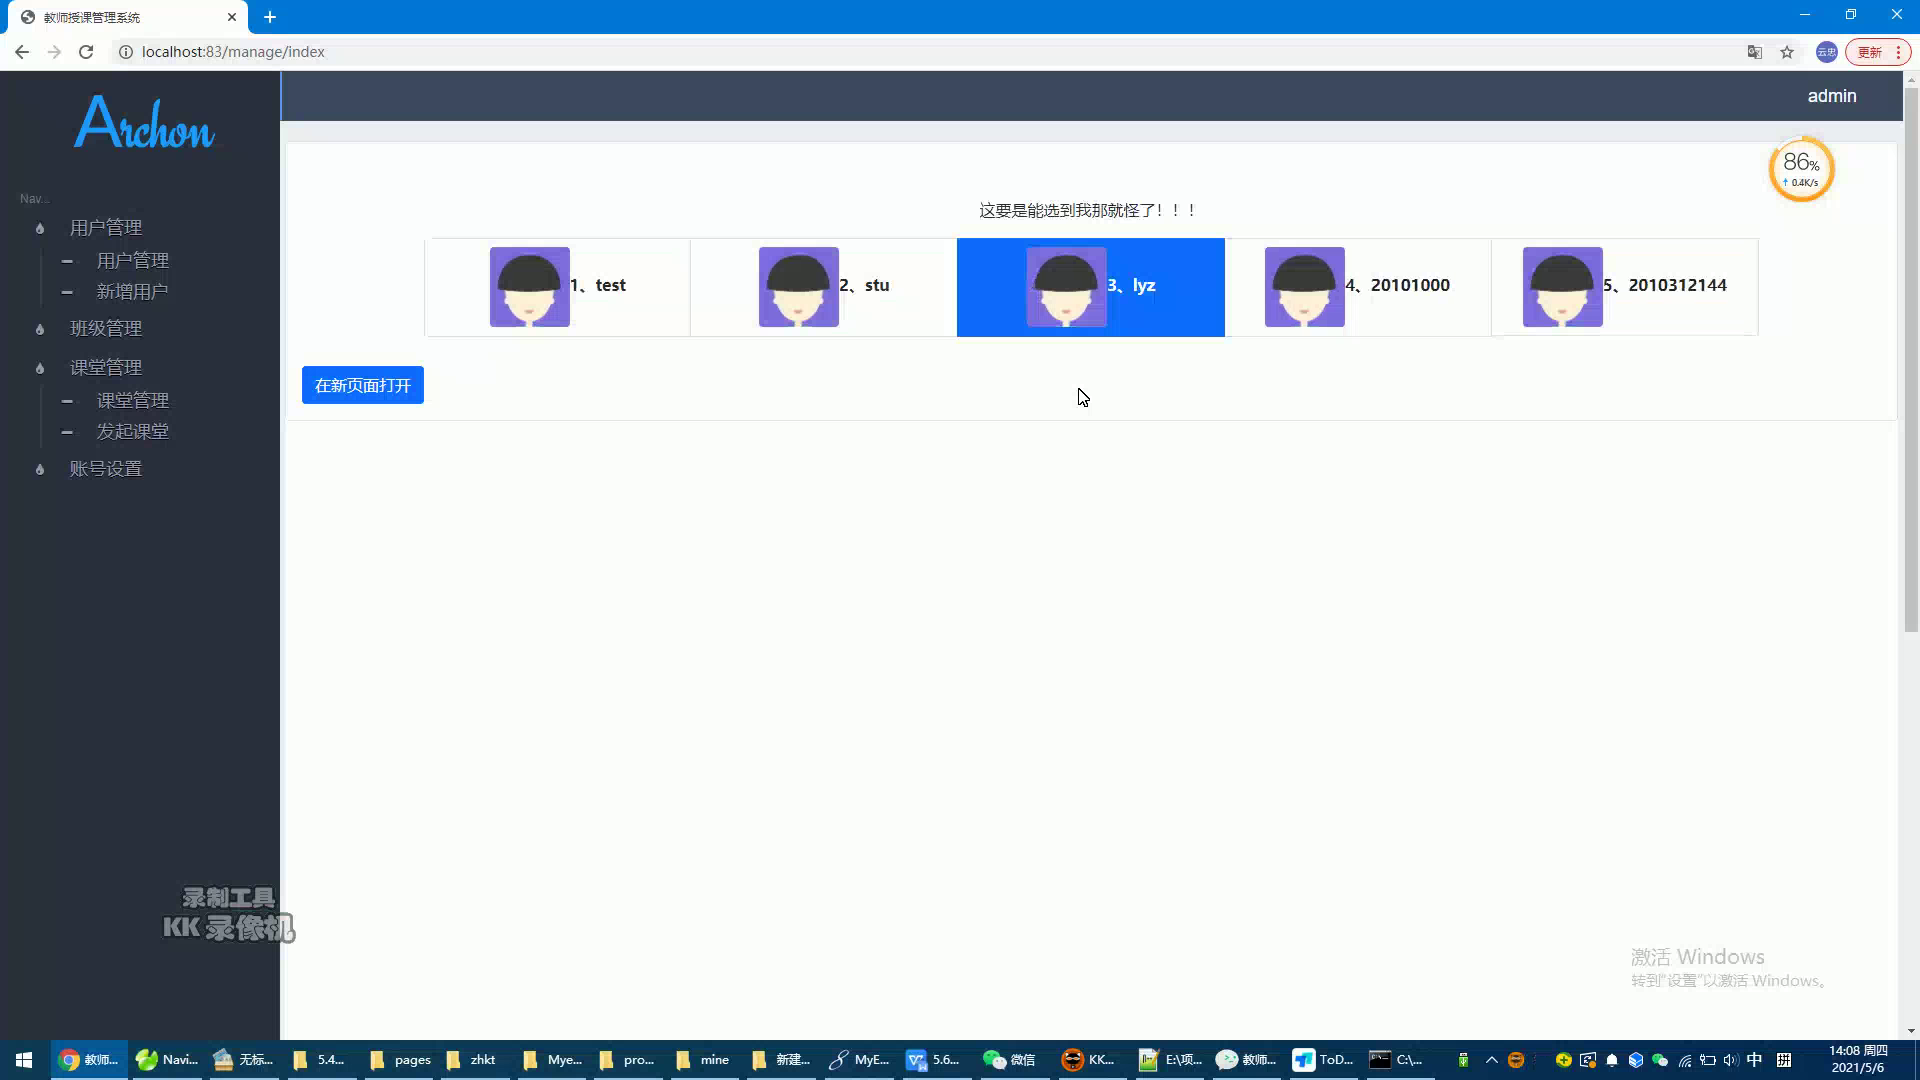 教师授课管理系统
localhost:83/manage/index
云忠
更新
Archon
admin
86%
0.4K/s
Nav...
用户管理
用户管理
新增用户
班级管理
课堂管理
课堂管理
发起课堂
账号设置
这要是能选到我那就怪了！！！
1、test
2、stu
3、lyz
4、20101000
5、2010312144
在新页面打开
录制工具
KK 录像机
激活 Windows
转到“设置”以激活 Windows。
教师...
Navi...
无标...
5.4...
pages
zhkt
Mye...
pro...
mine
新建...
MyE...
5.6...
微信
KK...
E:\项...
教师...
ToD...
C:\...
中
拼
14:08 周四
2021/5/6